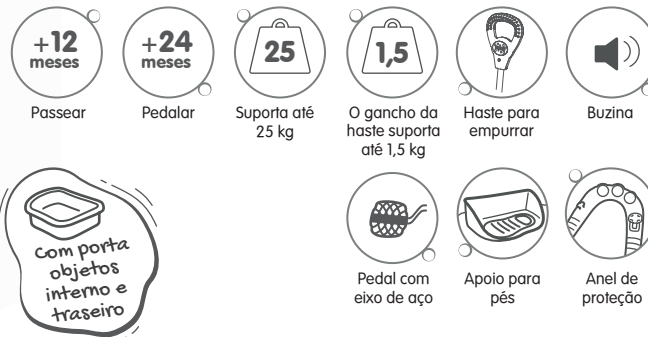 +12
meses
Passear
+24
meses
Pedalar
25
Suporta até
25 kg
1,5
O gancho da
haste suporta
até 1,5 kg
Haste para
empurrar
Buzina
Com porta
objetos
interno e
traseiro
Pedal com
eixo de aço
Apoio para
pés
Anel de
proteção